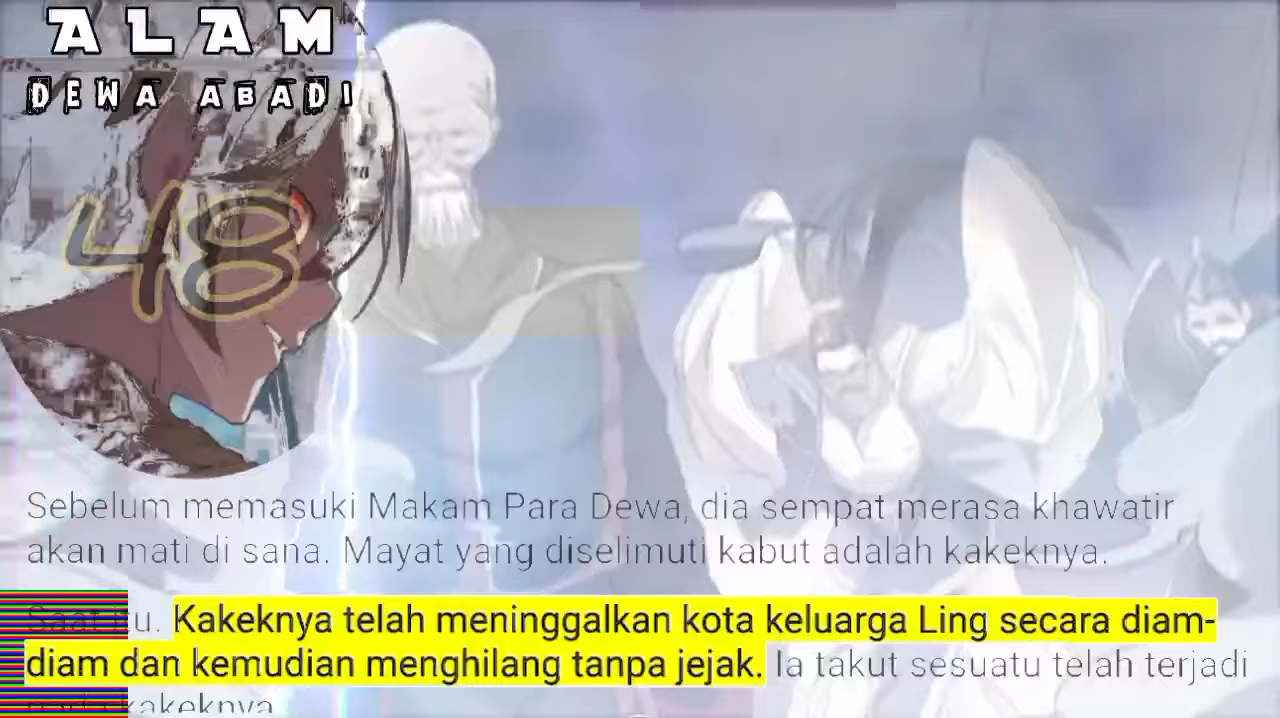 ALAM
DEWA ABADI
48
Sebelum memasuki Makam Para Dewa, dia sempat merasa khawatir
akan mati di sana. Mayat yang diselimuti kabut adalah kakeknya.
Saat itu. Kakeknya telah meninggalkan kota keluarga Ling secara diam-
diam dan kemudian menghilang tanpa jejak. Ia takut sesuatu telah terjadi
kakeknya